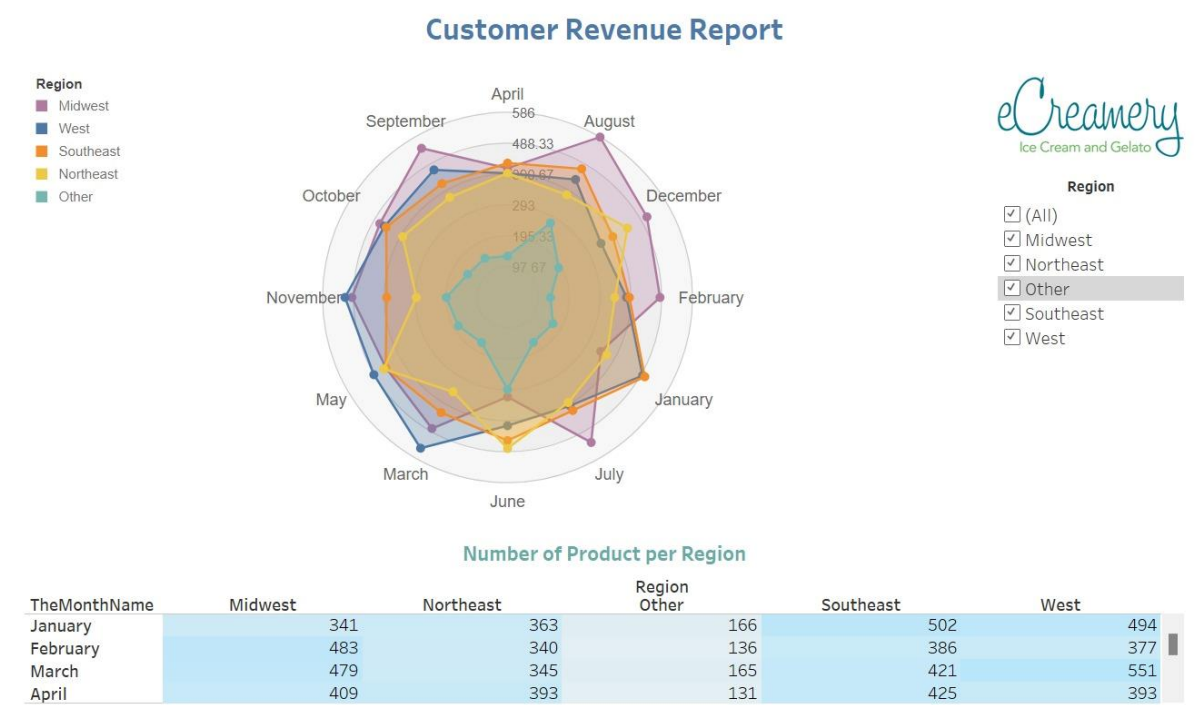 Customer Revenue Report
Region
Midwest
West
Southeast
Northeast
Other
April
586
September
August
488.33
390.67
October
December
293
195.33
97.67
November
February
May
January
March
July
June
eCreamery
Ice Cream and Gelato
Region
(All)
Midwest
Northeast
Other
Southeast
West
Number of Product per Region
Region
TheMonthName Midwest Northeast Other Southeast West
January 341 363 166 502 494
February 483 340 136 386 377
March 479 345 165 421 551
April 409 393 131 425 393